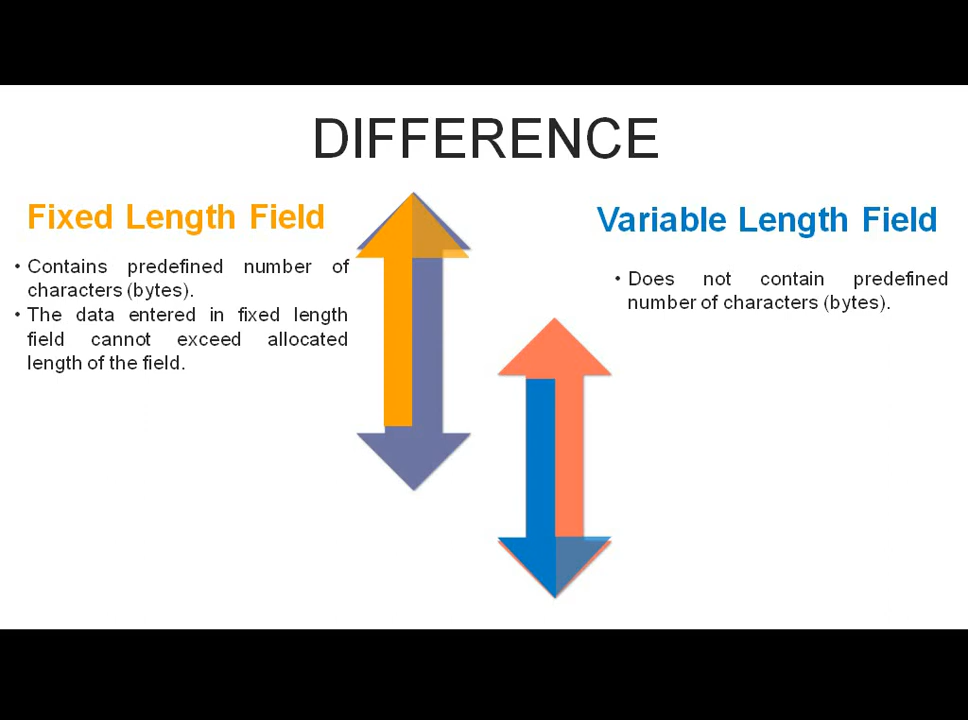 DIFFERENCE
Fixed Length Field
• Contains predefined number of
characters (bytes).
• The data entered in fixed length
field cannot exceed allocated
length of the field.
Variable Length Field
• Does not contain predefined
number of characters (bytes).